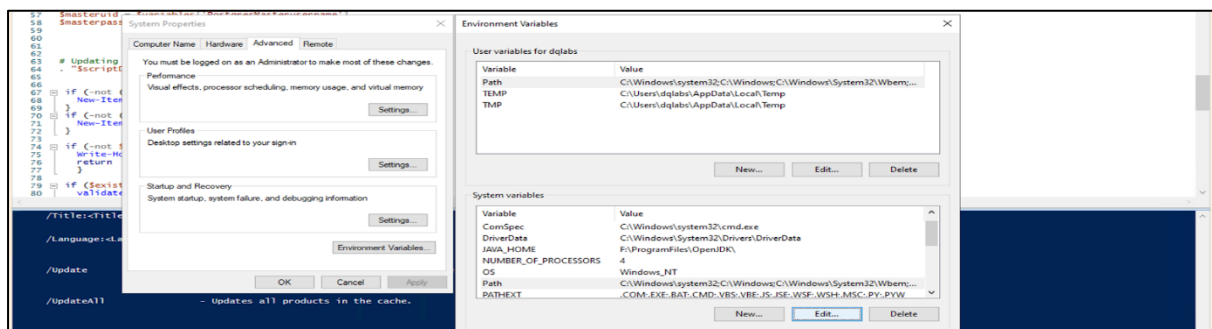 57 $masteruid = $variables['PostgresMasterusername']
58 $masterpas
59
60
61
62
63 # Updating
64 . "$scriptD
65
66
67 if (-not (
68 New-Item
69 }
70 if (-not (
71 New-Item
72 }
73
74 if (-not $
75 Write-Ho
76 return
77 }
78
79 if ($exist
80 validate
/Title:<Title
/Language:<La
/Update
/UpdateAll - Updates all products in the cache.
System Properties
Computer Name Hardware Advanced Remote
You must be logged on as an Administrator to make most of these changes.
Performance
Visual effects, processor scheduling, memory usage, and virtual memory
Settings...
User Profiles
Desktop settings related to your sign-in
Settings...
Startup and Recovery
System startup, system failure, and debugging information
Settings...
Environment Variables...
OK Cancel Apply
Environment Variables
User variables for dqlabs
Variable Value
Path C:\Windows\system32;C:\Windows;C:\Windows\System32\Wbem;...
TEMP C:\Users\dqlabs\AppData\Local\Temp
TMP C:\Users\dqlabs\AppData\Local\Temp
New... Edit... Delete
System variables
Variable Value
ComSpec C:\Windows\system32\cmd.exe
DriverData C:\Windows\System32\Drivers\DriverData
JAVA_HOME F:\ProgramFiles\OpenJDK\
NUMBER_OF_PROCESSORS 4
OS Windows_NT
Path C:\Windows\system32;C:\Windows;C:\Windows\System32\Wbem;...
PATHEXT .COM;.EXE;.BAT;.CMD;.VBS;.VBE;.JS;.JSE;.WSF;.WSH;.MSC;.PY;.PYW
New... Edit... Delete